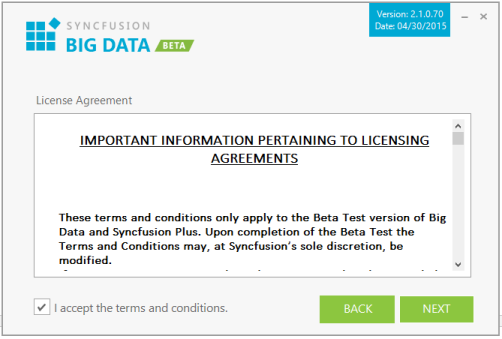 SYNCFUSION
BIG DATA BETA
Version: 2.1.0.70
Date: 04/30/2015
License Agreement
IMPORTANT INFORMATION PERTAINING TO LICENSING
AGREEMENTS
These terms and conditions only apply to the Beta Test version of Big
Data and Syncfusion Plus. Upon completion of the Beta Test the
Terms and Conditions may, at Syncfusion's sole discretion, be
modified.
I accept the terms and conditions.
BACK
NEXT